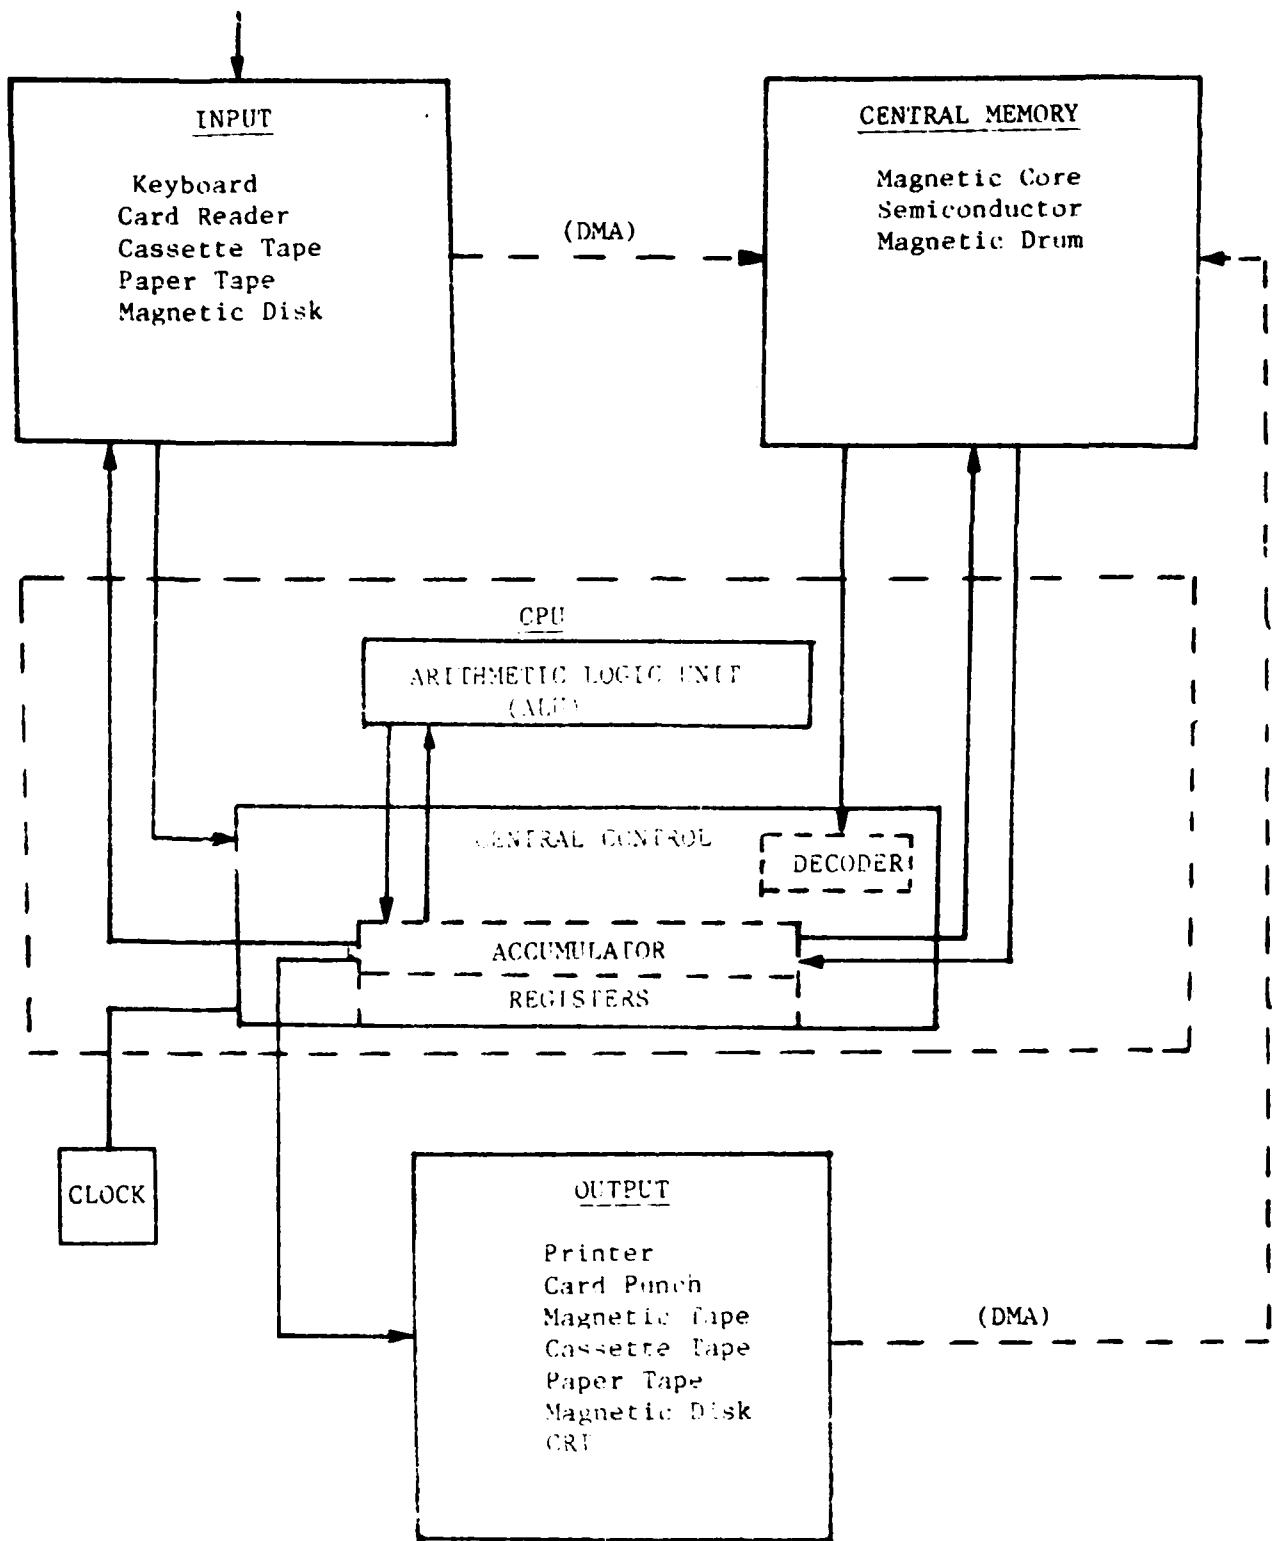 INPUT
Keyboard
Card Reader
Cassette Tape
Paper Tape
Magnetic Disk
(DMA)
CENTRAL MEMORY
Magnetic Core
Semiconductor
Magnetic Drum
CPU
ARITHMETIC LOGIC UNIT
(ALU)
CENTRAL CONTROL
DECODER
ACCUMULATOR
REGISTERS
CLOCK
OUTPUT
Printer
Card Punch
Magnetic Tape
Cassette Tape
Paper Tape
Magnetic Disk
CRT
(DMA)